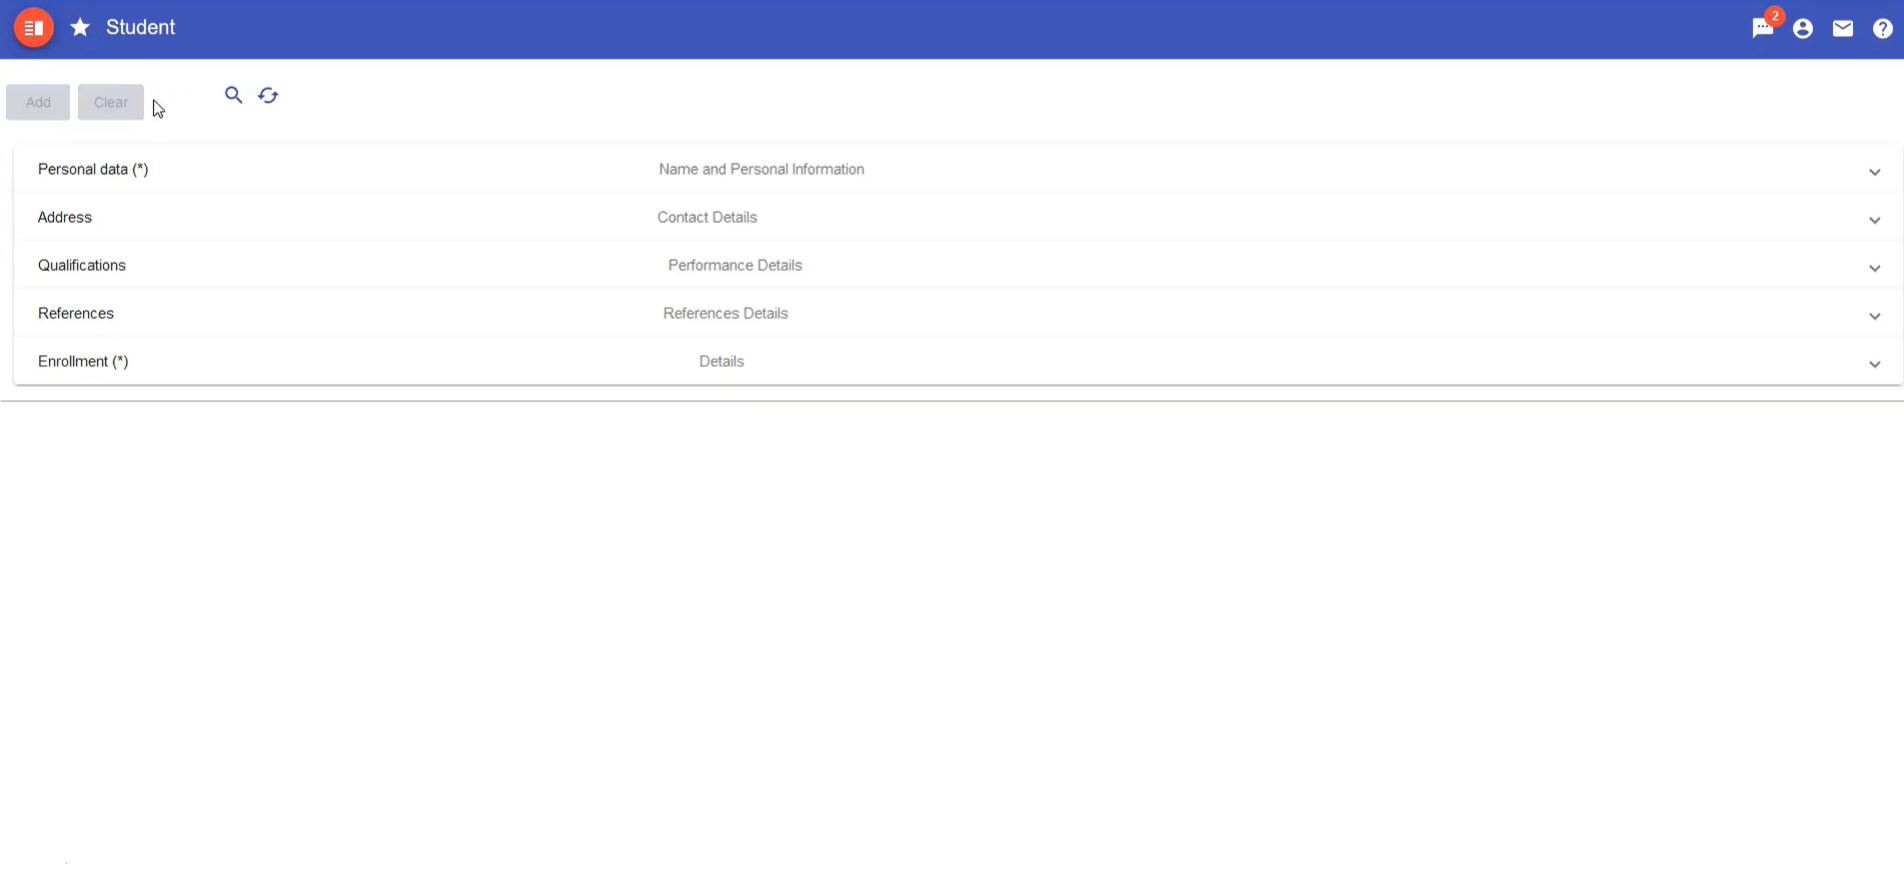 Student
2
Add Clear
Personal data (*) Name and Personal Information
Address Contact Details
Qualifications Performance Details
References References Details
Enrollment (*) Details